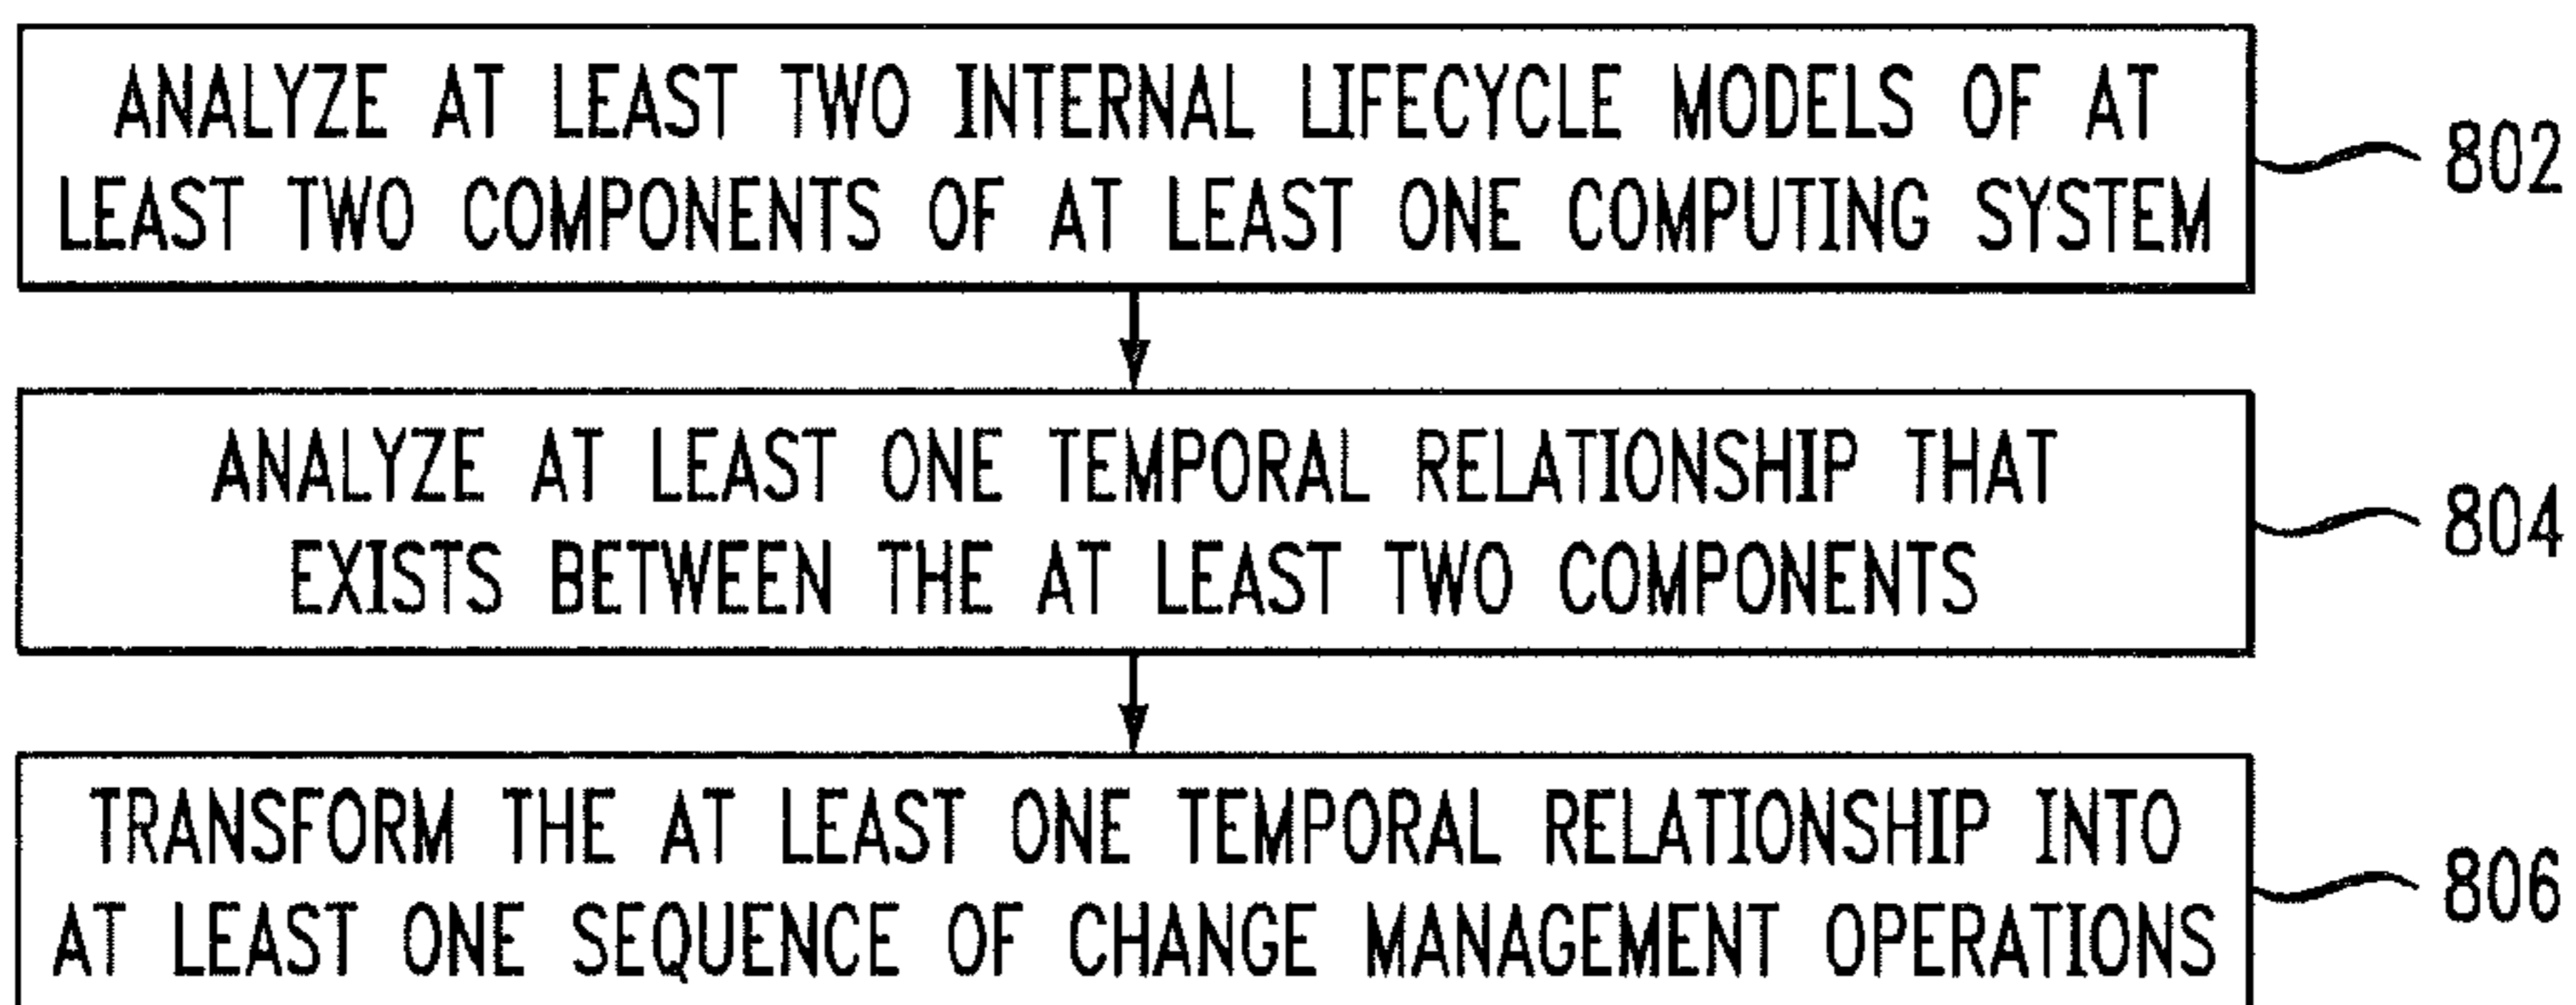 ANALYZE AT LEAST TWO INTERNAL LIFECYCLE MODELS OF AT
LEAST TWO COMPONENTS OF AT LEAST ONE COMPUTING SYSTEM
802
ANALYZE AT LEAST ONE TEMPORAL RELATIONSHIP THAT
EXISTS BETWEEN THE AT LEAST TWO COMPONENTS
804
TRANSFORM THE AT LEAST ONE TEMPORAL RELATIONSHIP INTO
AT LEAST ONE SEQUENCE OF CHANGE MANAGEMENT OPERATIONS
806